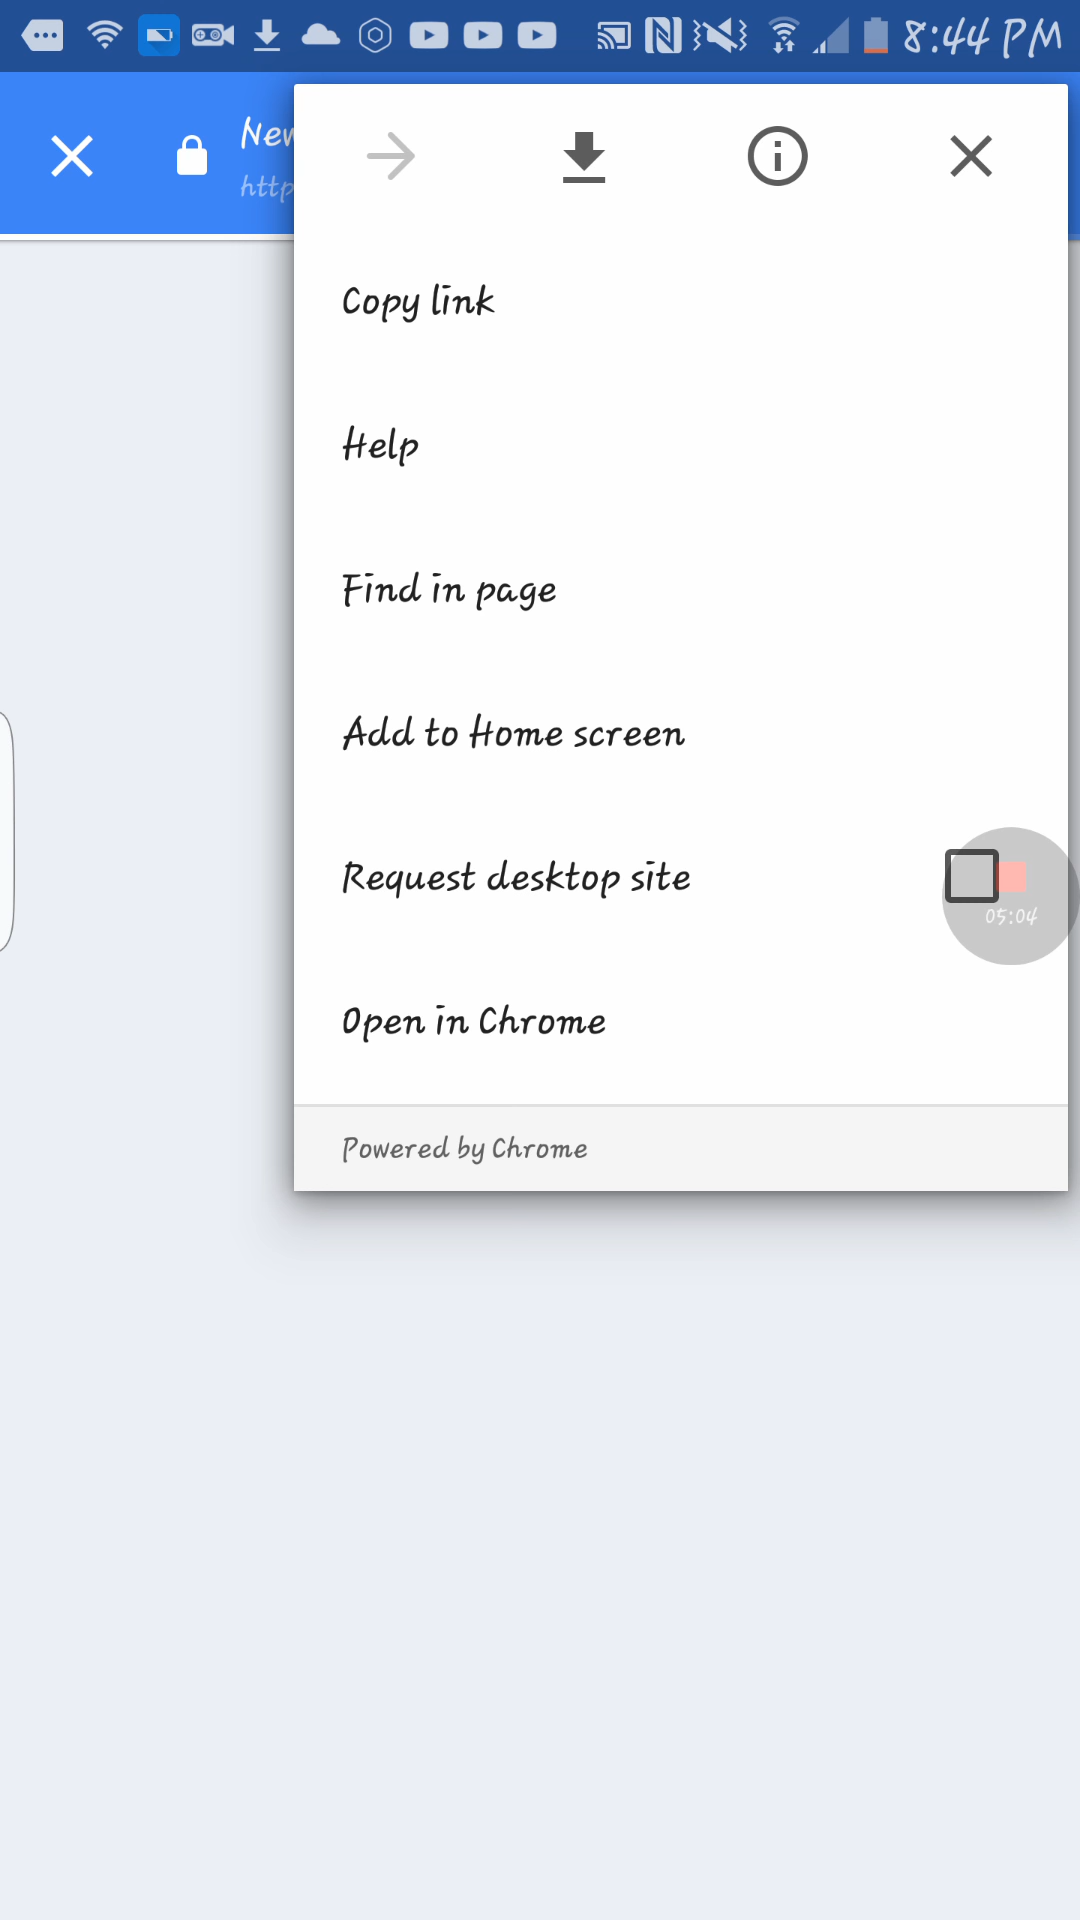 8:44 PM
New
http
Copy link
Help
Find in page
Add to Home screen
Request desktop site
05:04
Open in Chrome
Powered by Chrome